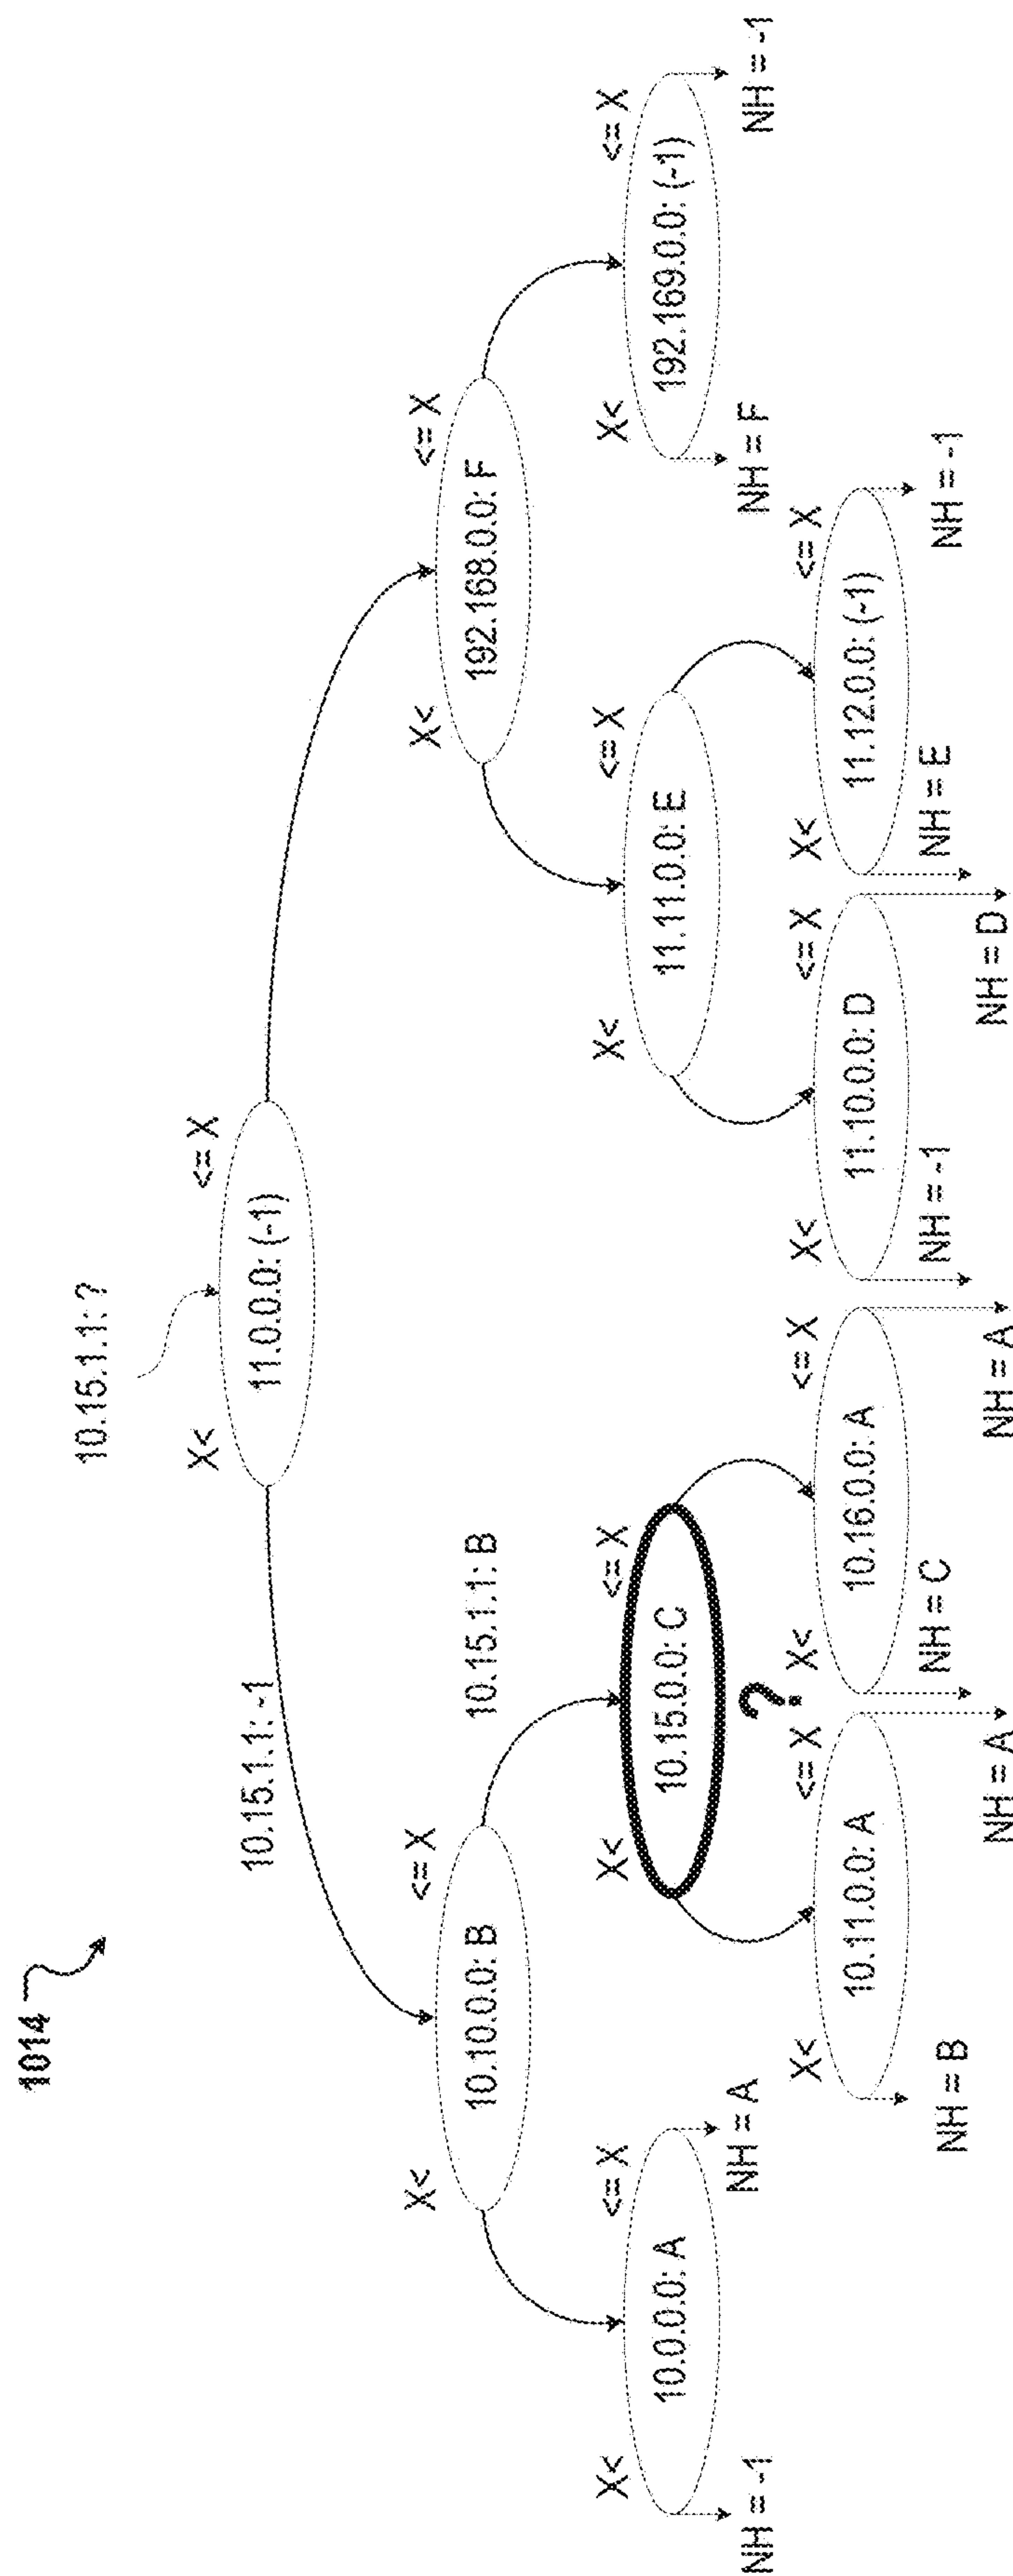 1014
10.15.1.1: ?
X<
<= X
11.0.0.0: (-1)
10.15.1.1: -1
X<
<= X
10.10.0.0: B
10.15.1.1: B
X<
<= X
192.168.0.0: F
X<
<= X
10.0.0.0: A
NH = -1
NH = A
X<
<= X
10.15.0.0: C
?
X<
<= X
11.11.0.0: E
X<
<= X
192.169.0.0: (-1)
NH = F
NH = -1
X<
<= X
10.11.0.0: A
NH = B
NH = A
X<
<= X
10.16.0.0: A
NH = C
NH = A
X<
<= X
11.10.0.0: D
NH = -1
NH = D
X<
<= X
11.12.0.0: (-1)
NH = E
NH = -1